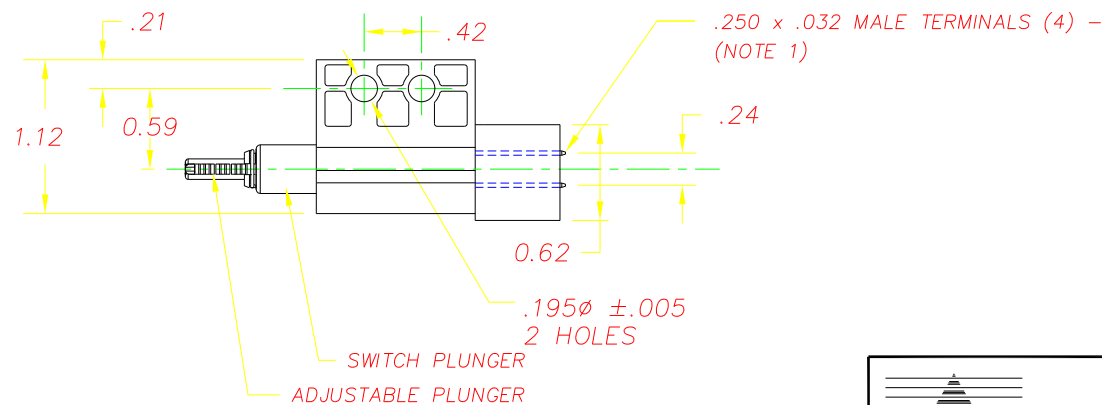 .21
.42
.250 x .032 MALE TERMINALS (4) -
(NOTE 1)
1.12
0.59
.24
0.62
.195ø ±.005
2 HOLES
SWITCH PLUNGER
ADJUSTABLE PLUNGER